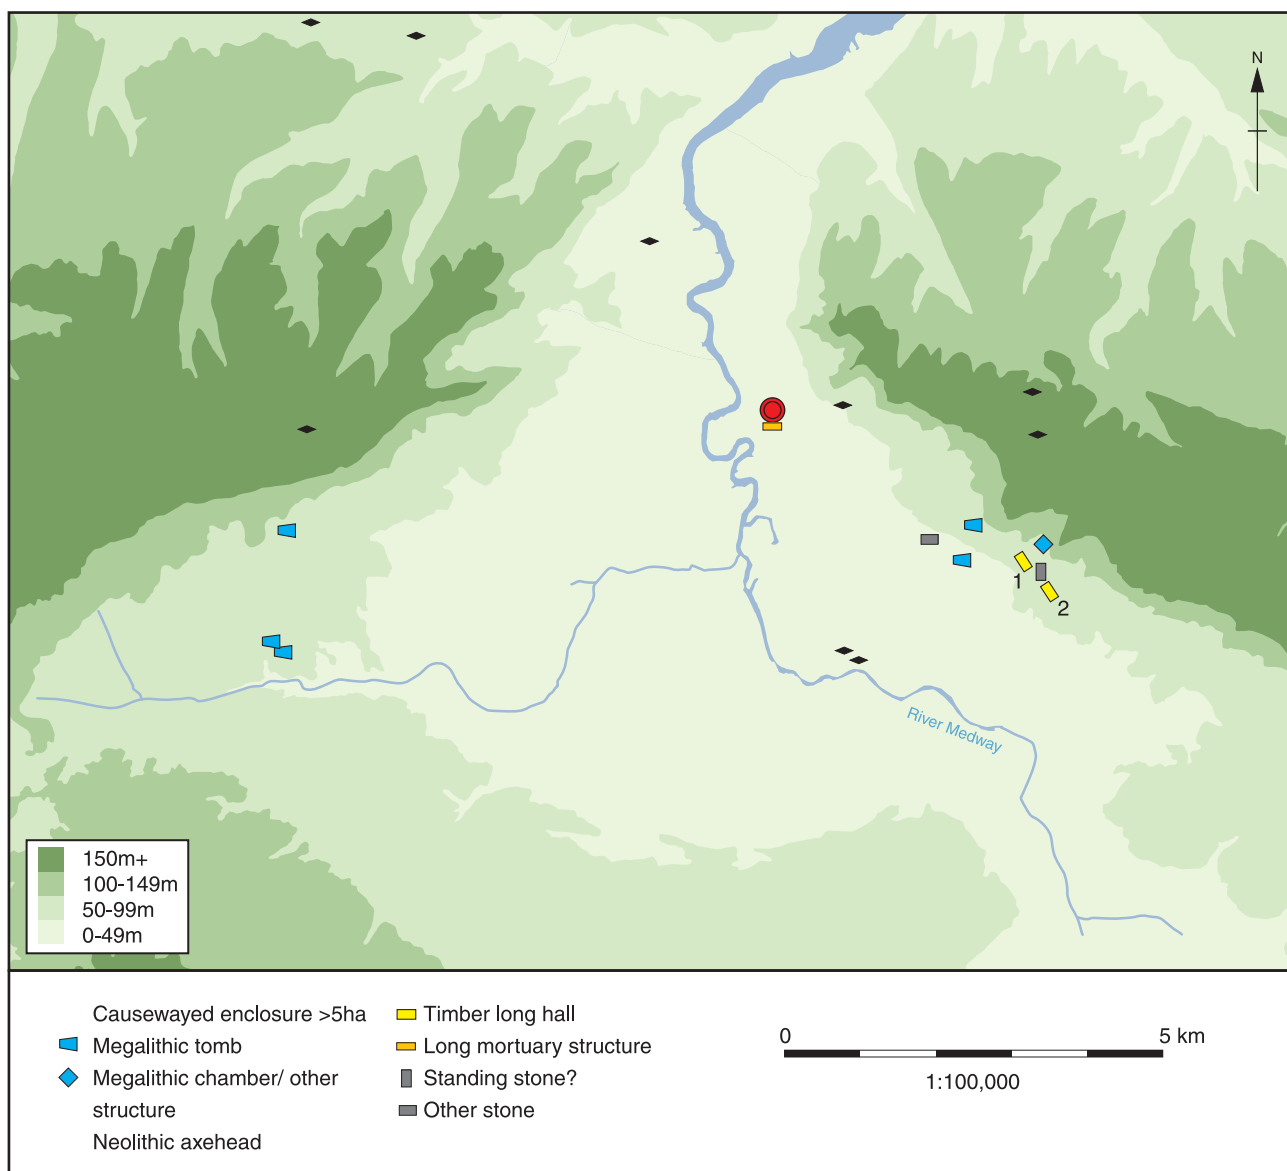 N
1
2
River Medway
150m+
100-149m
50-99m
0-49m
Causewayed enclosure >5ha
Megalithic tomb
Megalithic chamber/ other
structure
Neolithic axehead
Timber long hall
Long mortuary structure
Standing stone?
Other stone
0 5 km
1:100,000